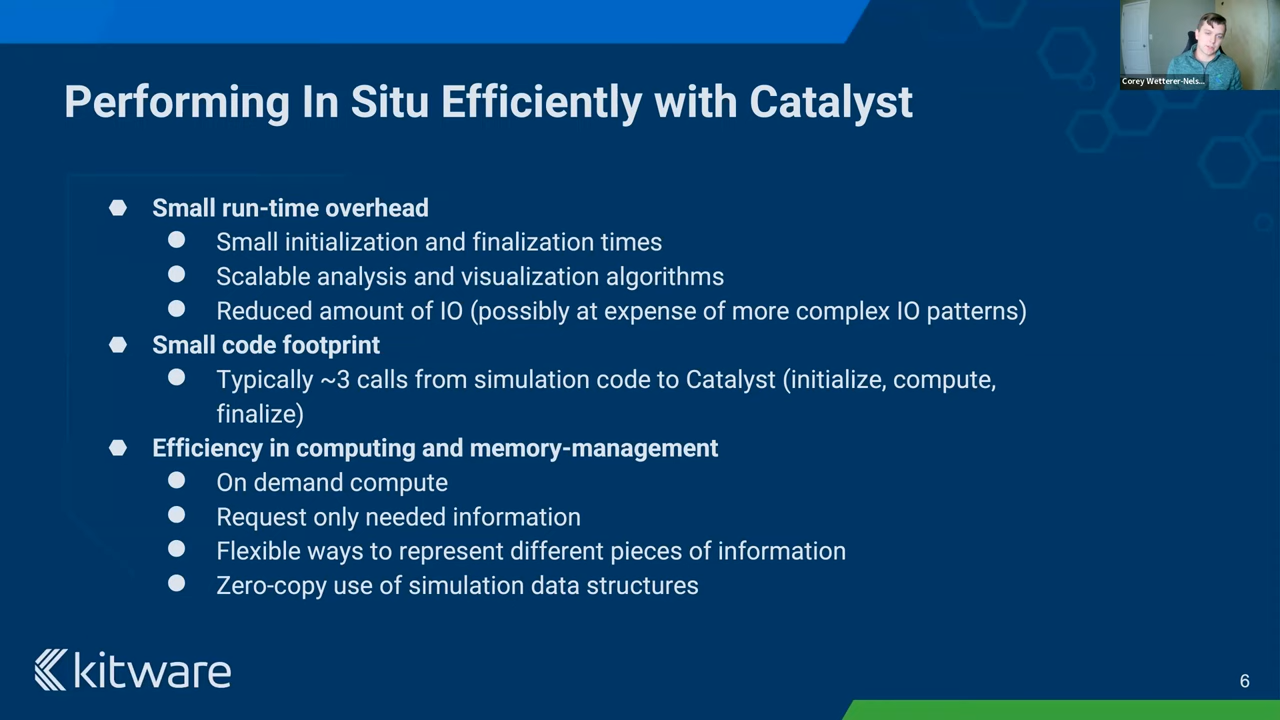 Corey Wetterer-Nels...
Performing In Situ Efficiently with Catalyst
Small run-time overhead
Small initialization and finalization times
Scalable analysis and visualization algorithms
Reduced amount of IO (possibly at expense of more complex IO patterns)
Small code footprint
Typically ~3 calls from simulation code to Catalyst (initialize, compute,
finalize)
Efficiency in computing and memory-management
On demand compute
Request only needed information
Flexible ways to represent different pieces of information
Zero-copy use of simulation data structures
kitware
6